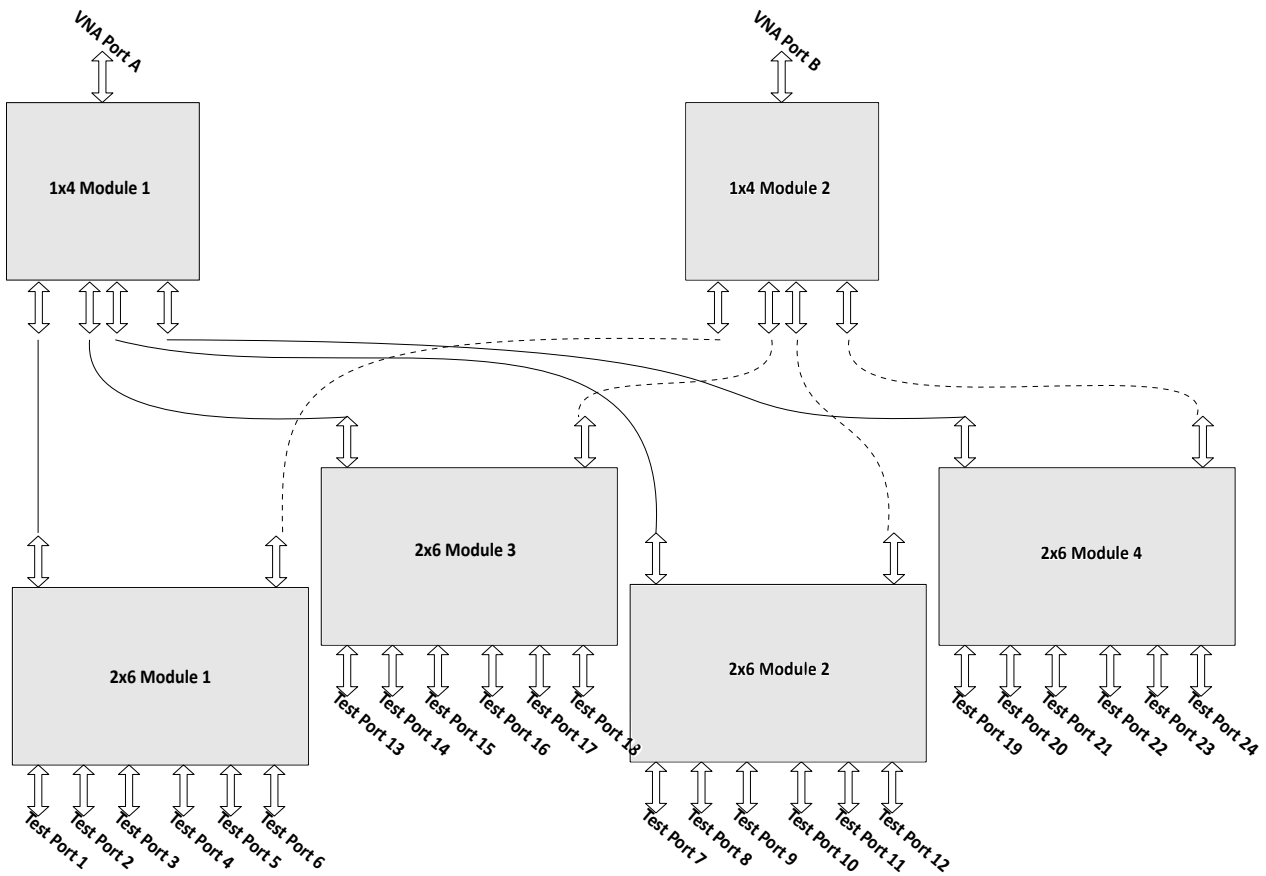 VNA Port A
VNA Port B
1x4 Module 1
1x4 Module 2
2x6 Module 3
2x6 Module 4
2x6 Module 1
2x6 Module 2
Test Port 13
Test Port 14
Test Port 15
Test Port 16
Test Port 17
Test Port 18
Test Port 19
Test Port 20
Test Port 21
Test Port 22
Test Port 23
Test Port 24
Test Port 1
Test Port 2
Test Port 3
Test Port 4
Test Port 5
Test Port 6
Test Port 7
Test Port 8
Test Port 9
Test Port 10
Test Port 11
Test Port 12